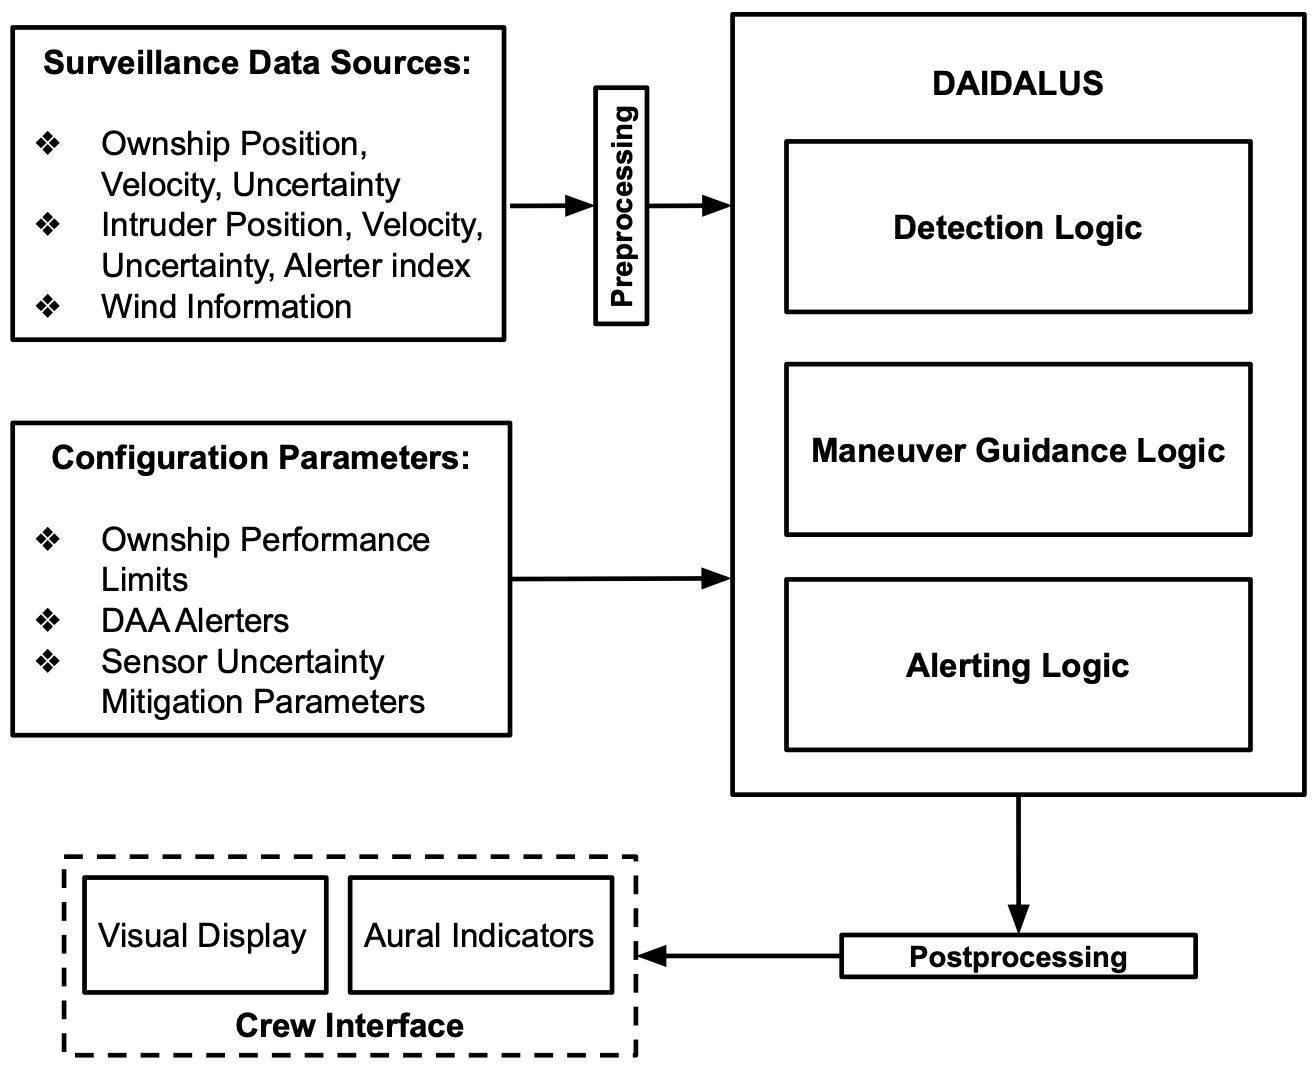 Surveillance Data Sources:
❖ Ownship Position,
Velocity, Uncertainty
❖ Intruder Position, Velocity,
Uncertainty, Alerter index
❖ Wind Information
Preprocessing
Configuration Parameters:
❖ Ownship Performance
Limits
❖ DAA Alerters
❖ Sensor Uncertainty
Mitigation Parameters
DAIDALUS
Detection Logic
Maneuver Guidance Logic
Alerting Logic
Postprocessing
Visual Display
Aural Indicators
Crew Interface